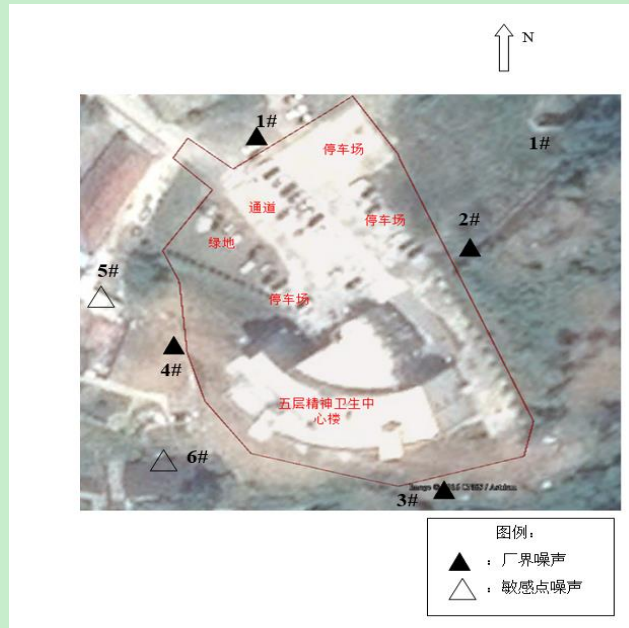 N
1#
停车场
1#
通道
停车场
2#
绿地
5#
停车场
4#
五层精神卫生中
心楼
6#
3#
图例：
：厂界噪声
：敏感点噪声